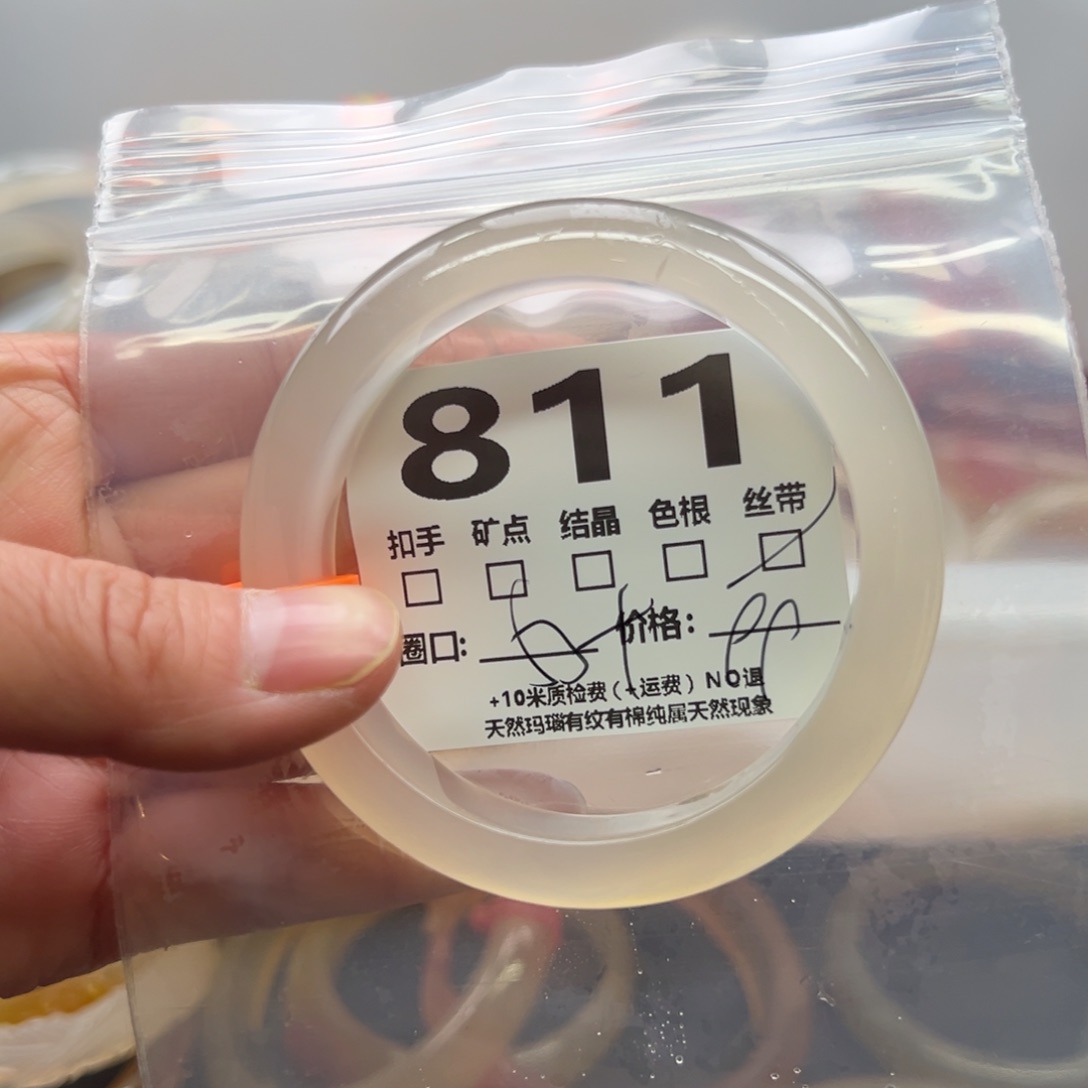 811
扣手 矿点 结晶 色根 丝带
圈口: 价格:
+10米质检费(+运费) NO退
天然玛瑙有纹有棉纯属天然现象